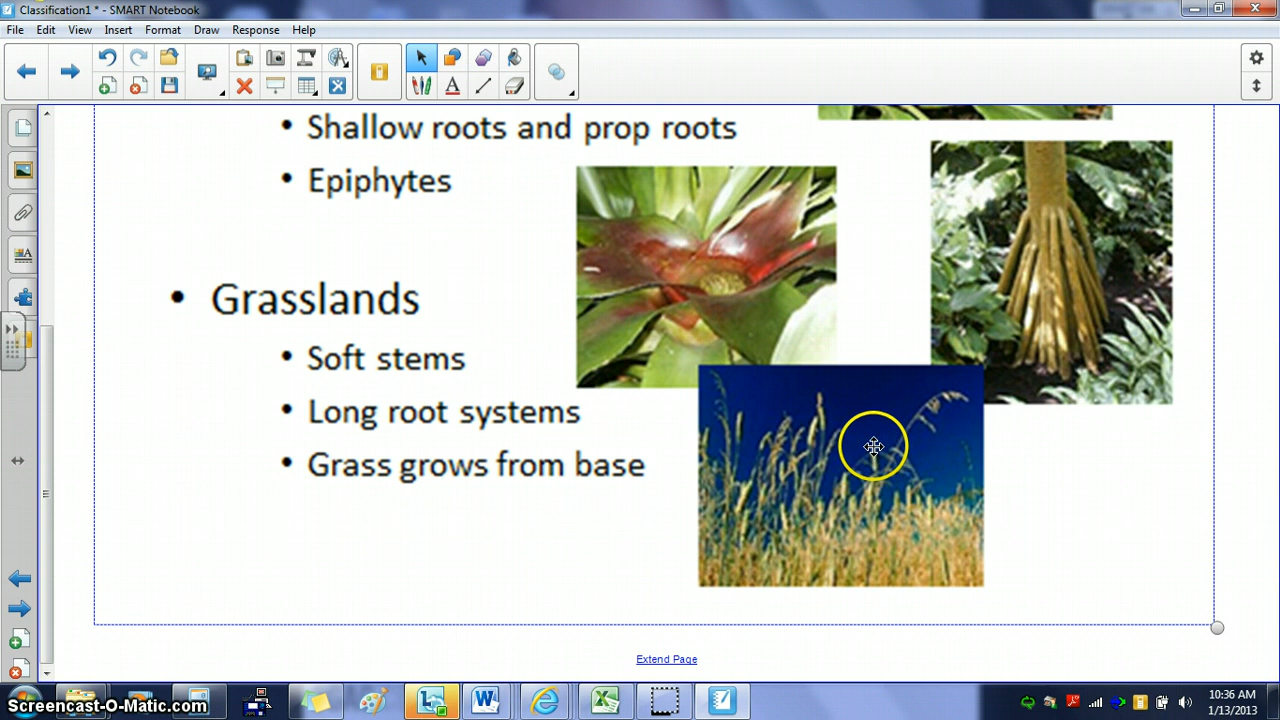 Classification1 * - SMART Notebook
File Edit View Insert Format Draw Response Help
• Shallow roots and prop roots
• Epiphytes
• Grasslands
• Soft stems
• Long root systems
• Grass grows from base
Extend Page
10:36 AM
1/13/2013
Screencast-O-Matic.com